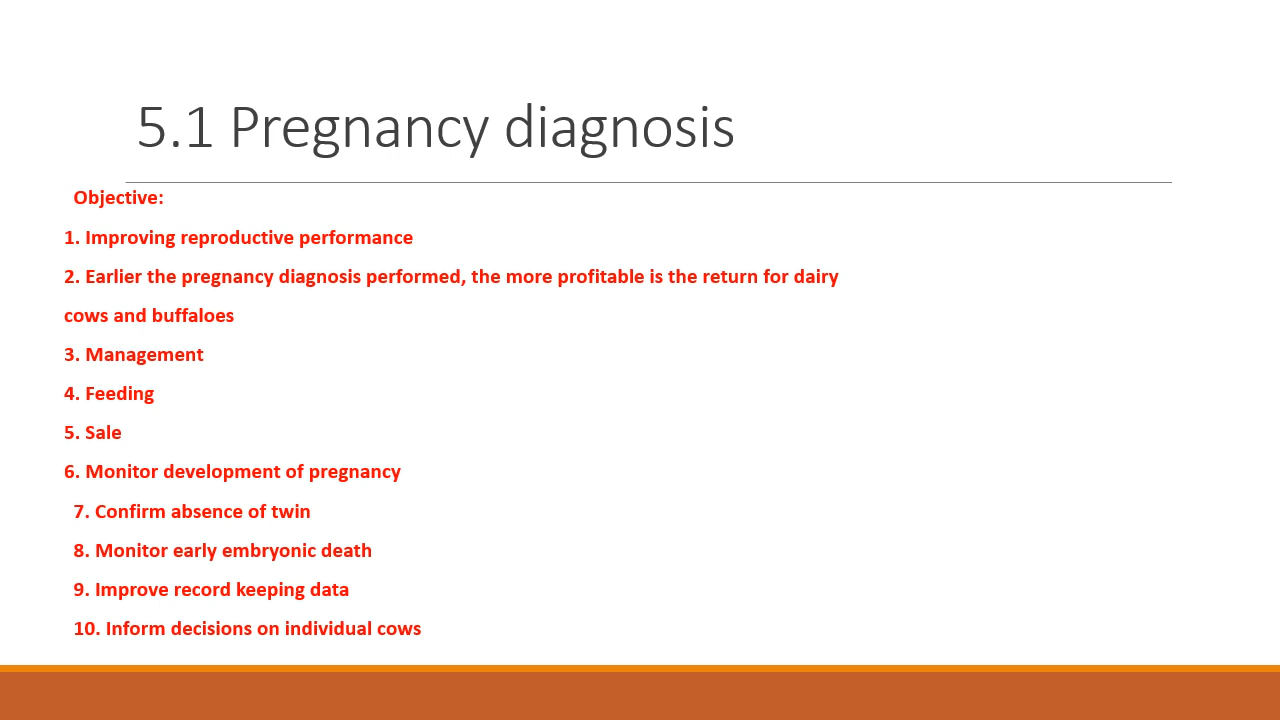 5.1 Pregnancy diagnosis
Objective:
1. Improving reproductive performance
2. Earlier the pregnancy diagnosis performed, the more profitable is the return for dairy
cows and buffaloes
3. Management
4. Feeding
5. Sale
6. Monitor development of pregnancy
7. Confirm absence of twin
8. Monitor early embryonic death
9. Improve record keeping data
10. Inform decisions on individual cows